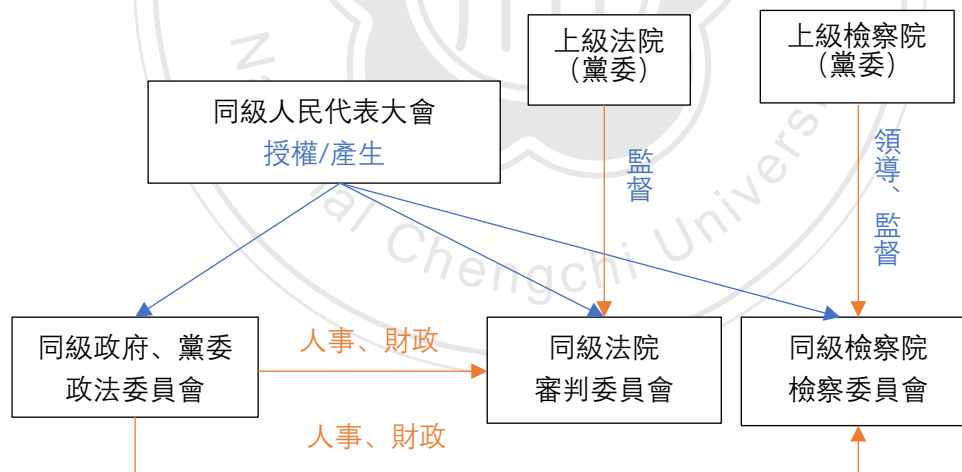 上級法院
（黨委）
上級檢察院
（黨委）
同級人民代表大會
授權/產生
監督
領導、監督
同級政府、黨委
政法委員會
人事、財政
同級法院
審判委員會
同級檢察院
檢察委員會
人事、財政
N
al Chengchi Univers